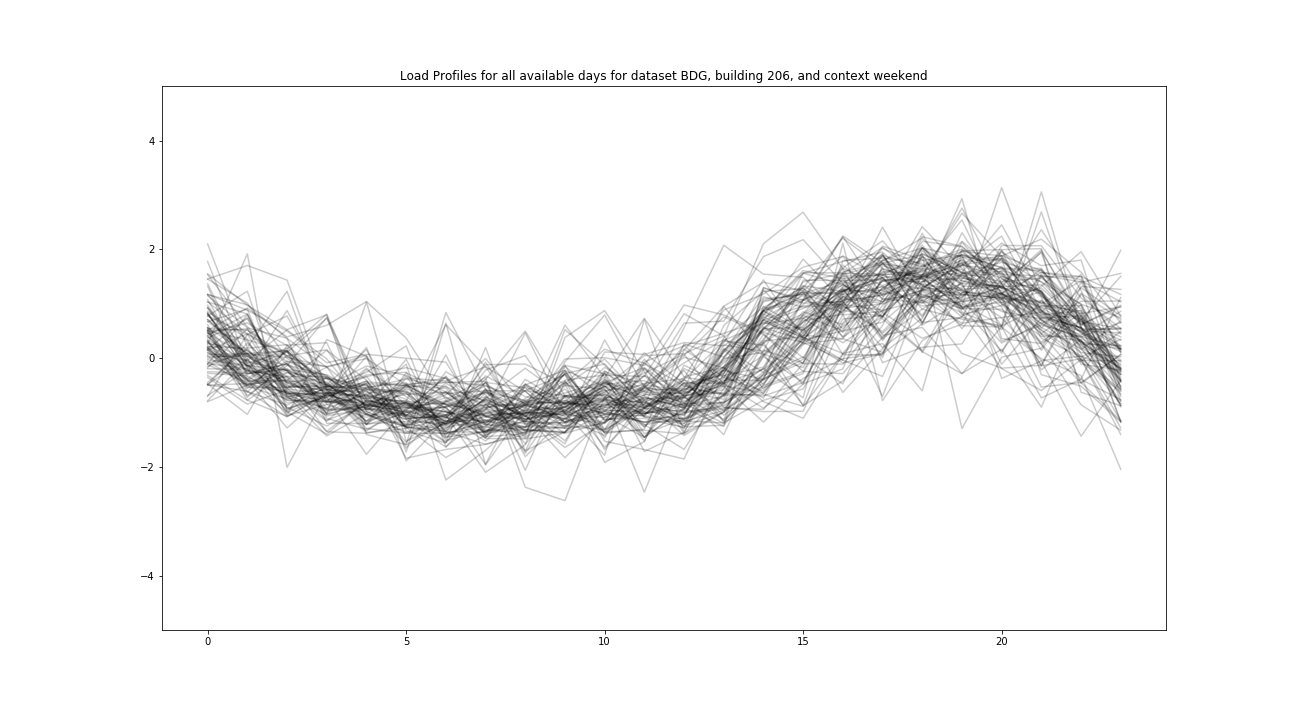 Load Profiles for all available days for dataset BDG, building 206, and context weekend
4
2
0
−2
−4
0 5 10 15 20